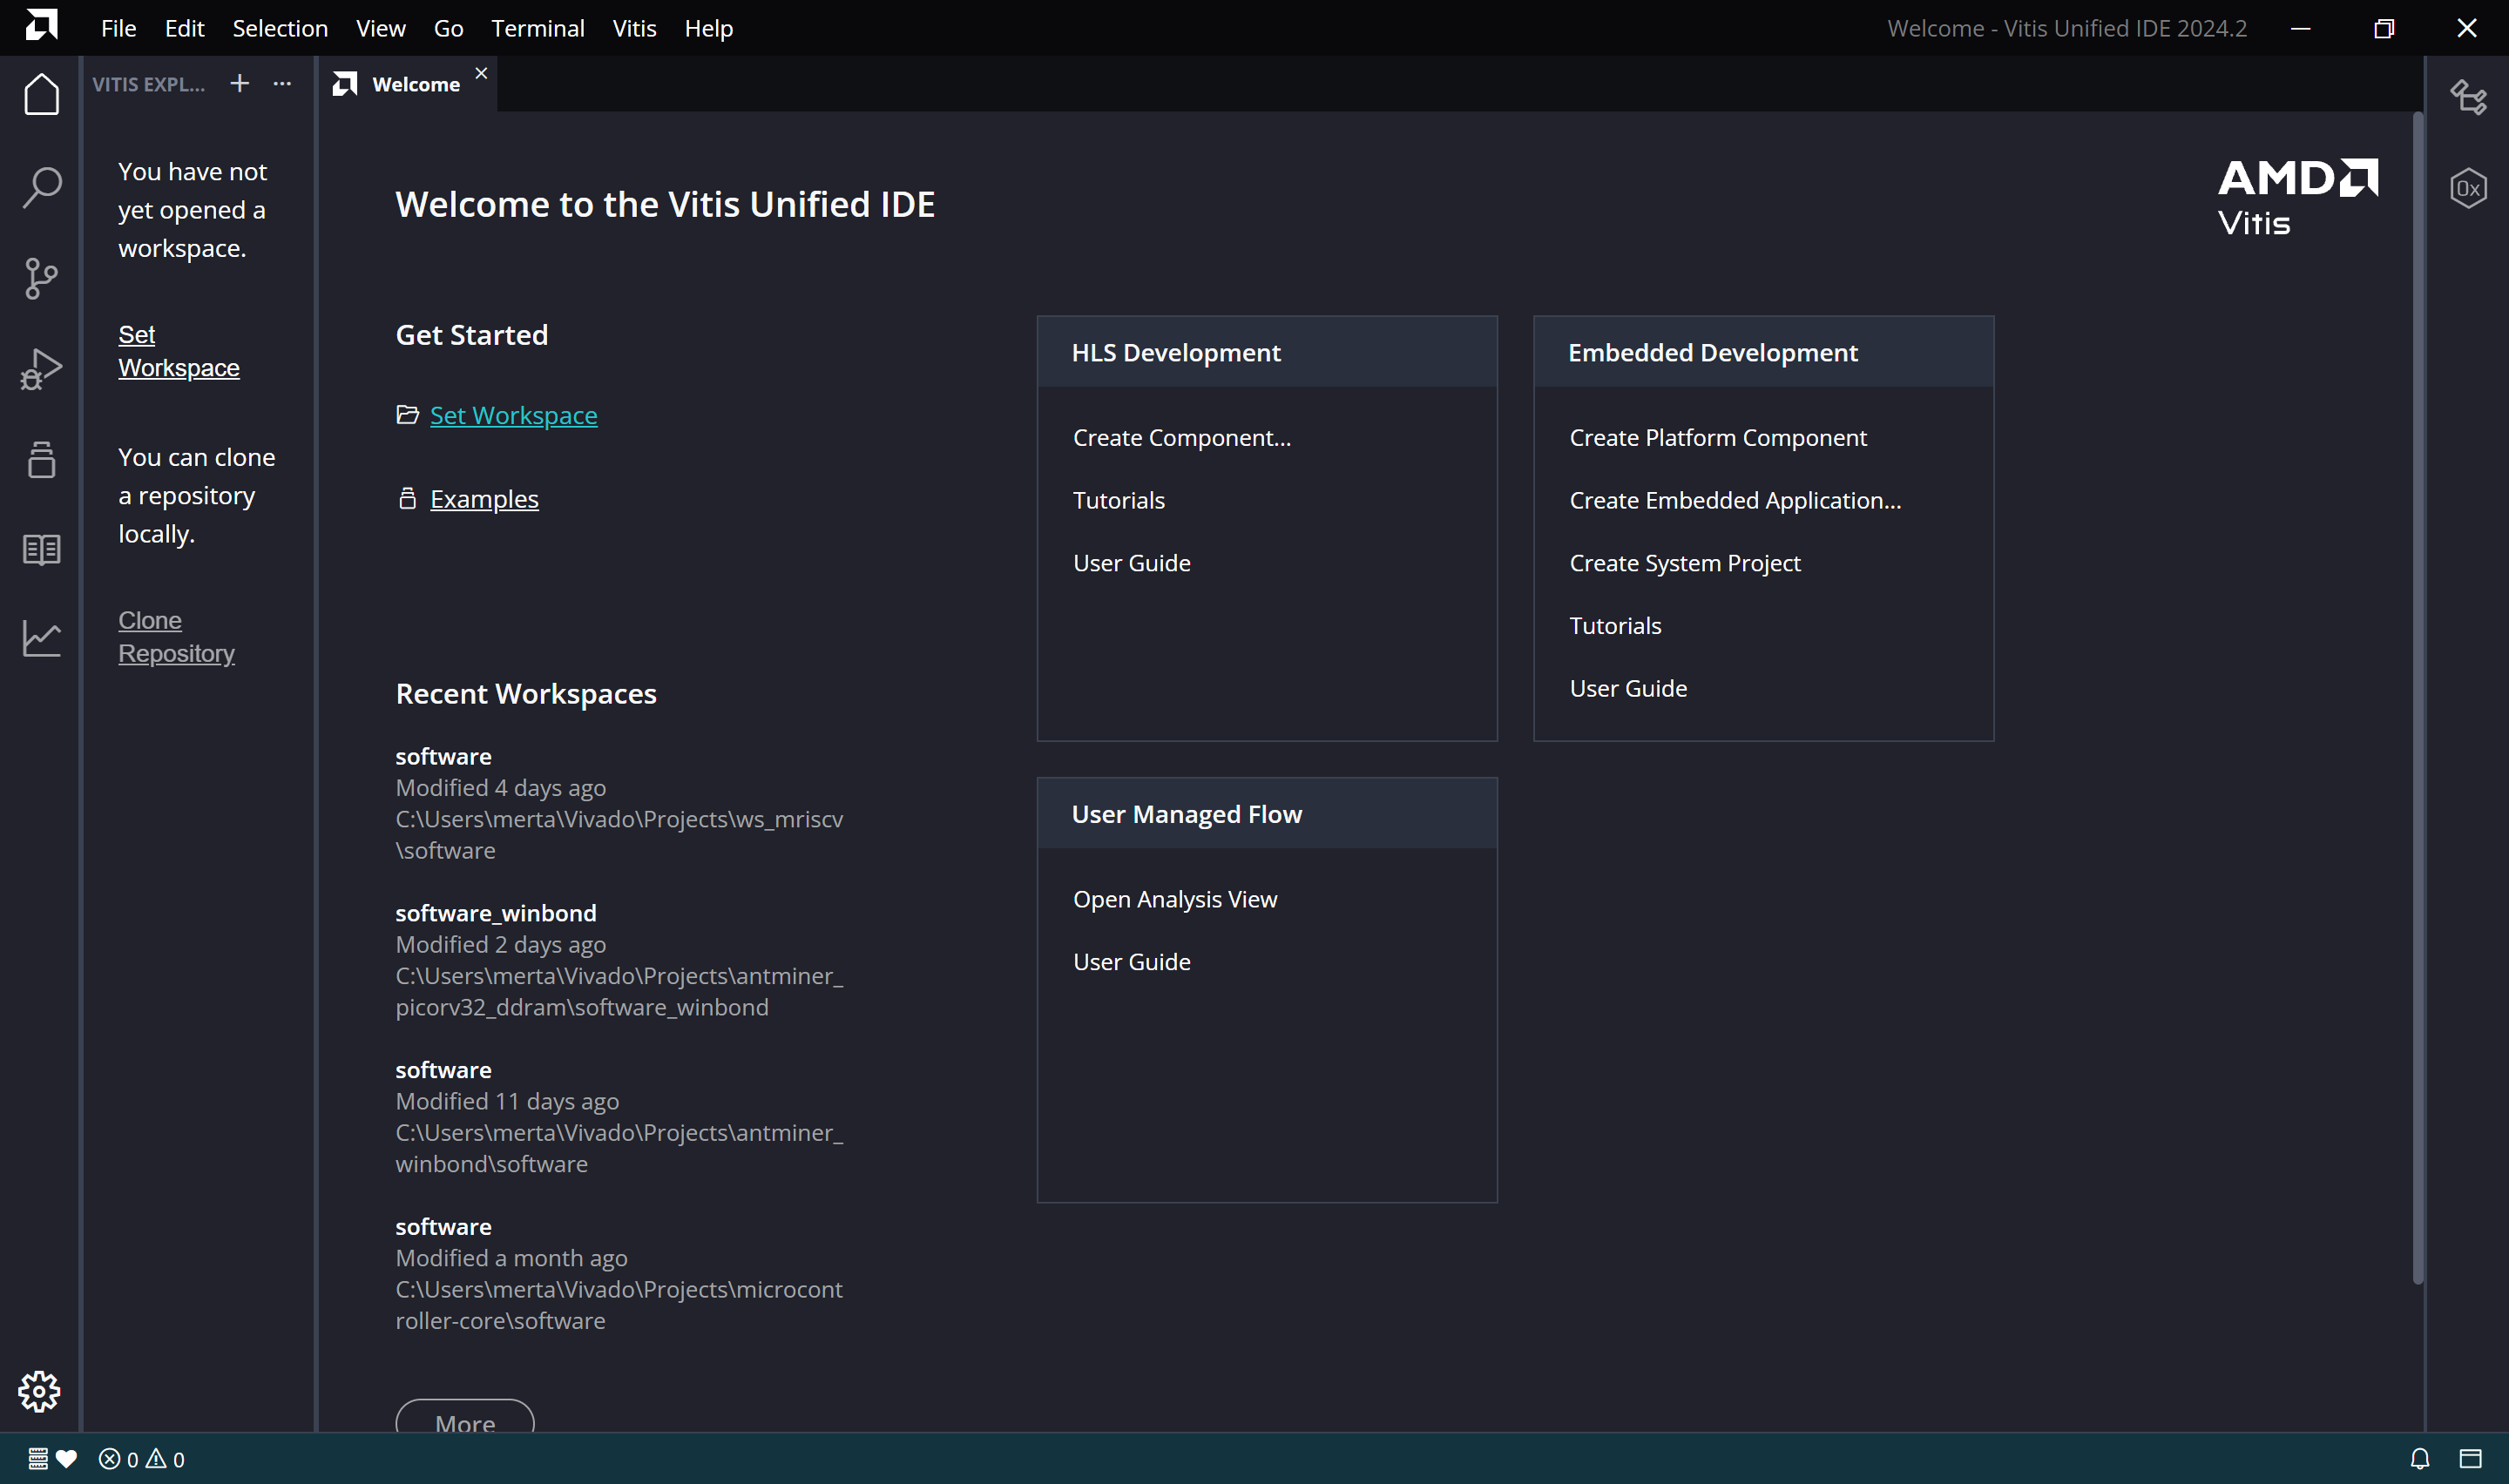 File Edit Selection View Go Terminal Vitis Help
Welcome - Vitis Unified IDE 2024.2
VITIS EXPL...
Welcome
You have not
yet opened a
workspace.
Set
Workspace
You can clone
a repository
locally.
Clone
Repository
Welcome to the Vitis Unified IDE
AMD
Vitis
Get Started
Set Workspace
Examples
Recent Workspaces
software
Modified 4 days ago
C:\Users\merta\Vivado\Projects\ws_mriscv
\software
software_winbond
Modified 2 days ago
C:\Users\merta\Vivado\Projects\antminer_
picorv32_ddram\software_winbond
software
Modified 11 days ago
C:\Users\merta\Vivado\Projects\antminer_
winbond\software
software
Modified a month ago
C:\Users\merta\Vivado\Projects\microcont
roller-core\software
More
HLS Development
Create Component...
Tutorials
User Guide
Embedded Development
Create Platform Component
Create Embedded Application...
Create System Project
Tutorials
User Guide
User Managed Flow
Open Analysis View
User Guide
0x
0 0